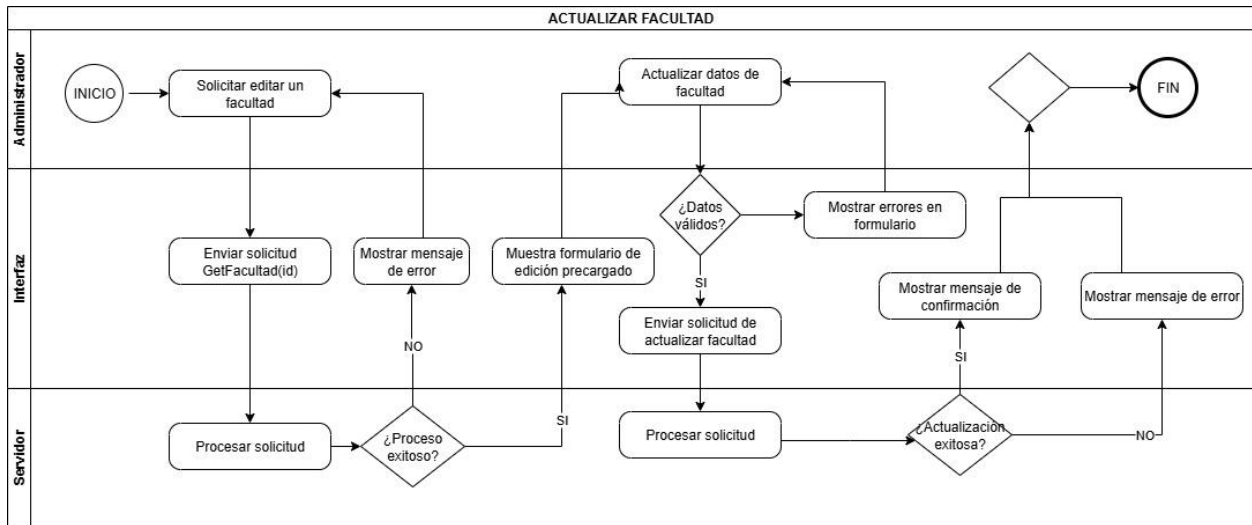 ACTUALIZAR FACULTAD
Administrador
INICIO
Solicitar editar un
facultad
Actualizar datos de
facultad
FIN
Interfaz
Enviar solicitud
GetFacultad(id)
Mostrar mensaje
de error
Muestra formulario de
edición precargado
¿Datos
válidos?
Mostrar errores en
formulario
SI
Enviar solicitud de
actualizar facultad
Mostrar mensaje de
confirmación
Mostrar mensaje de error
NO
SI
Servidor
Procesar solicitud
¿Proceso
exitoso?
SI
Procesar solicitud
¿Actualización
exitosa?
NO